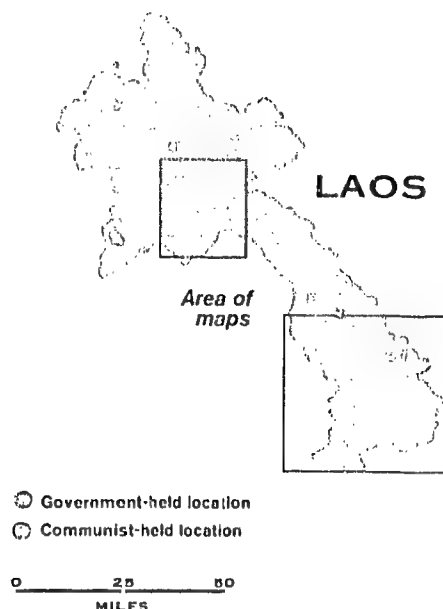 LAOS
Area of
maps
Government-held location
Communist-held location
0 25 50
MILES